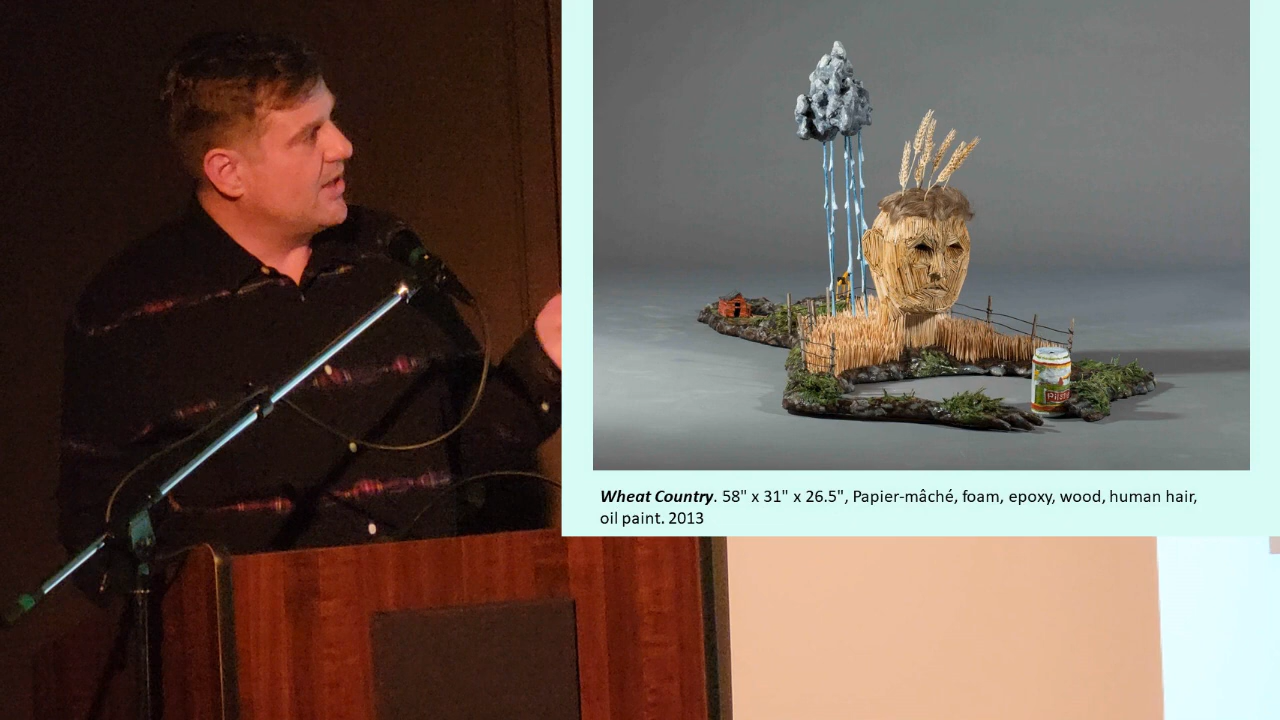 Wheat Country. 58" x 31" x 26.5", Papier-mâché, foam, epoxy, wood, human hair,
oil paint. 2013